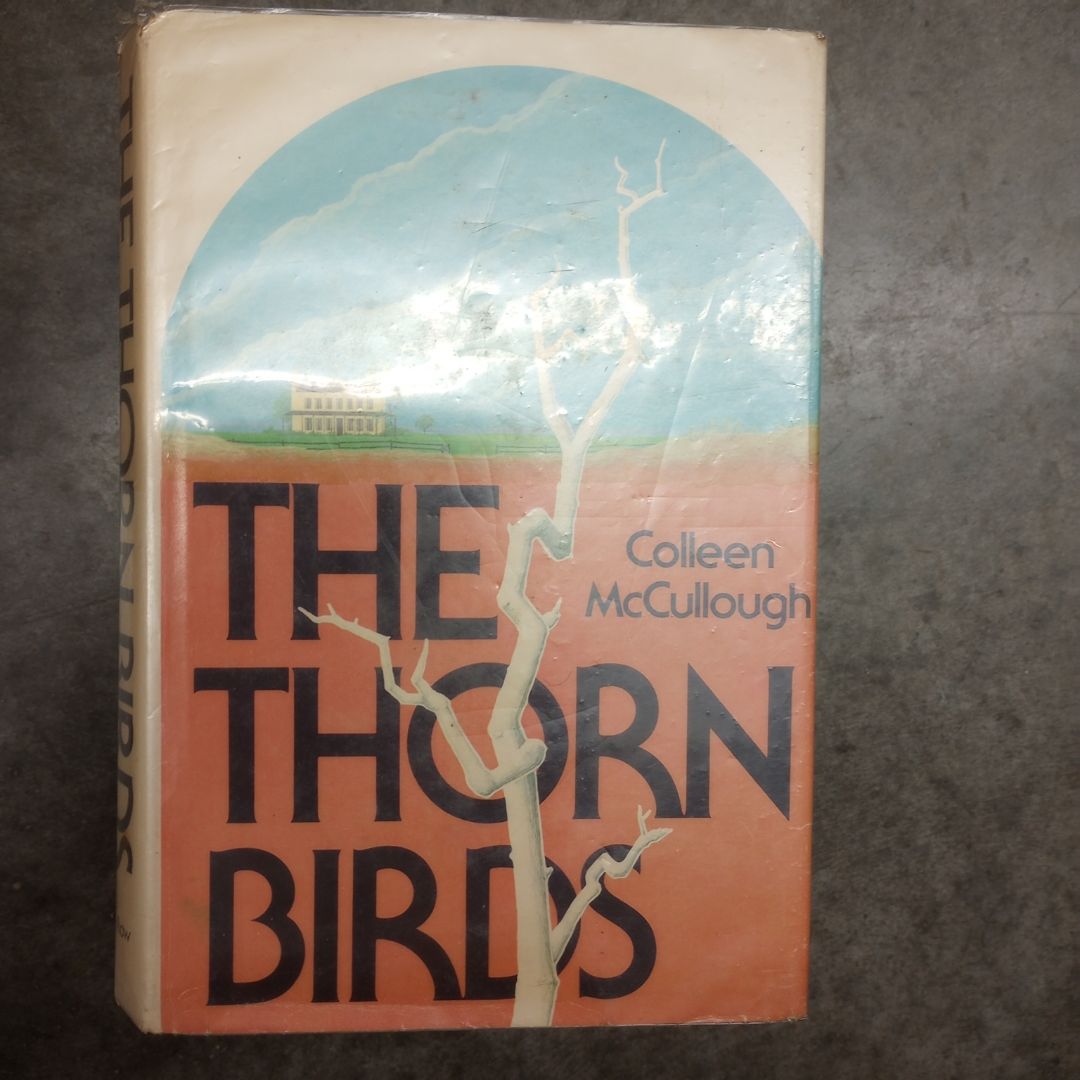 THE THORN BIRDS
THE
Colleen
McCullough
THORN
BIRDS